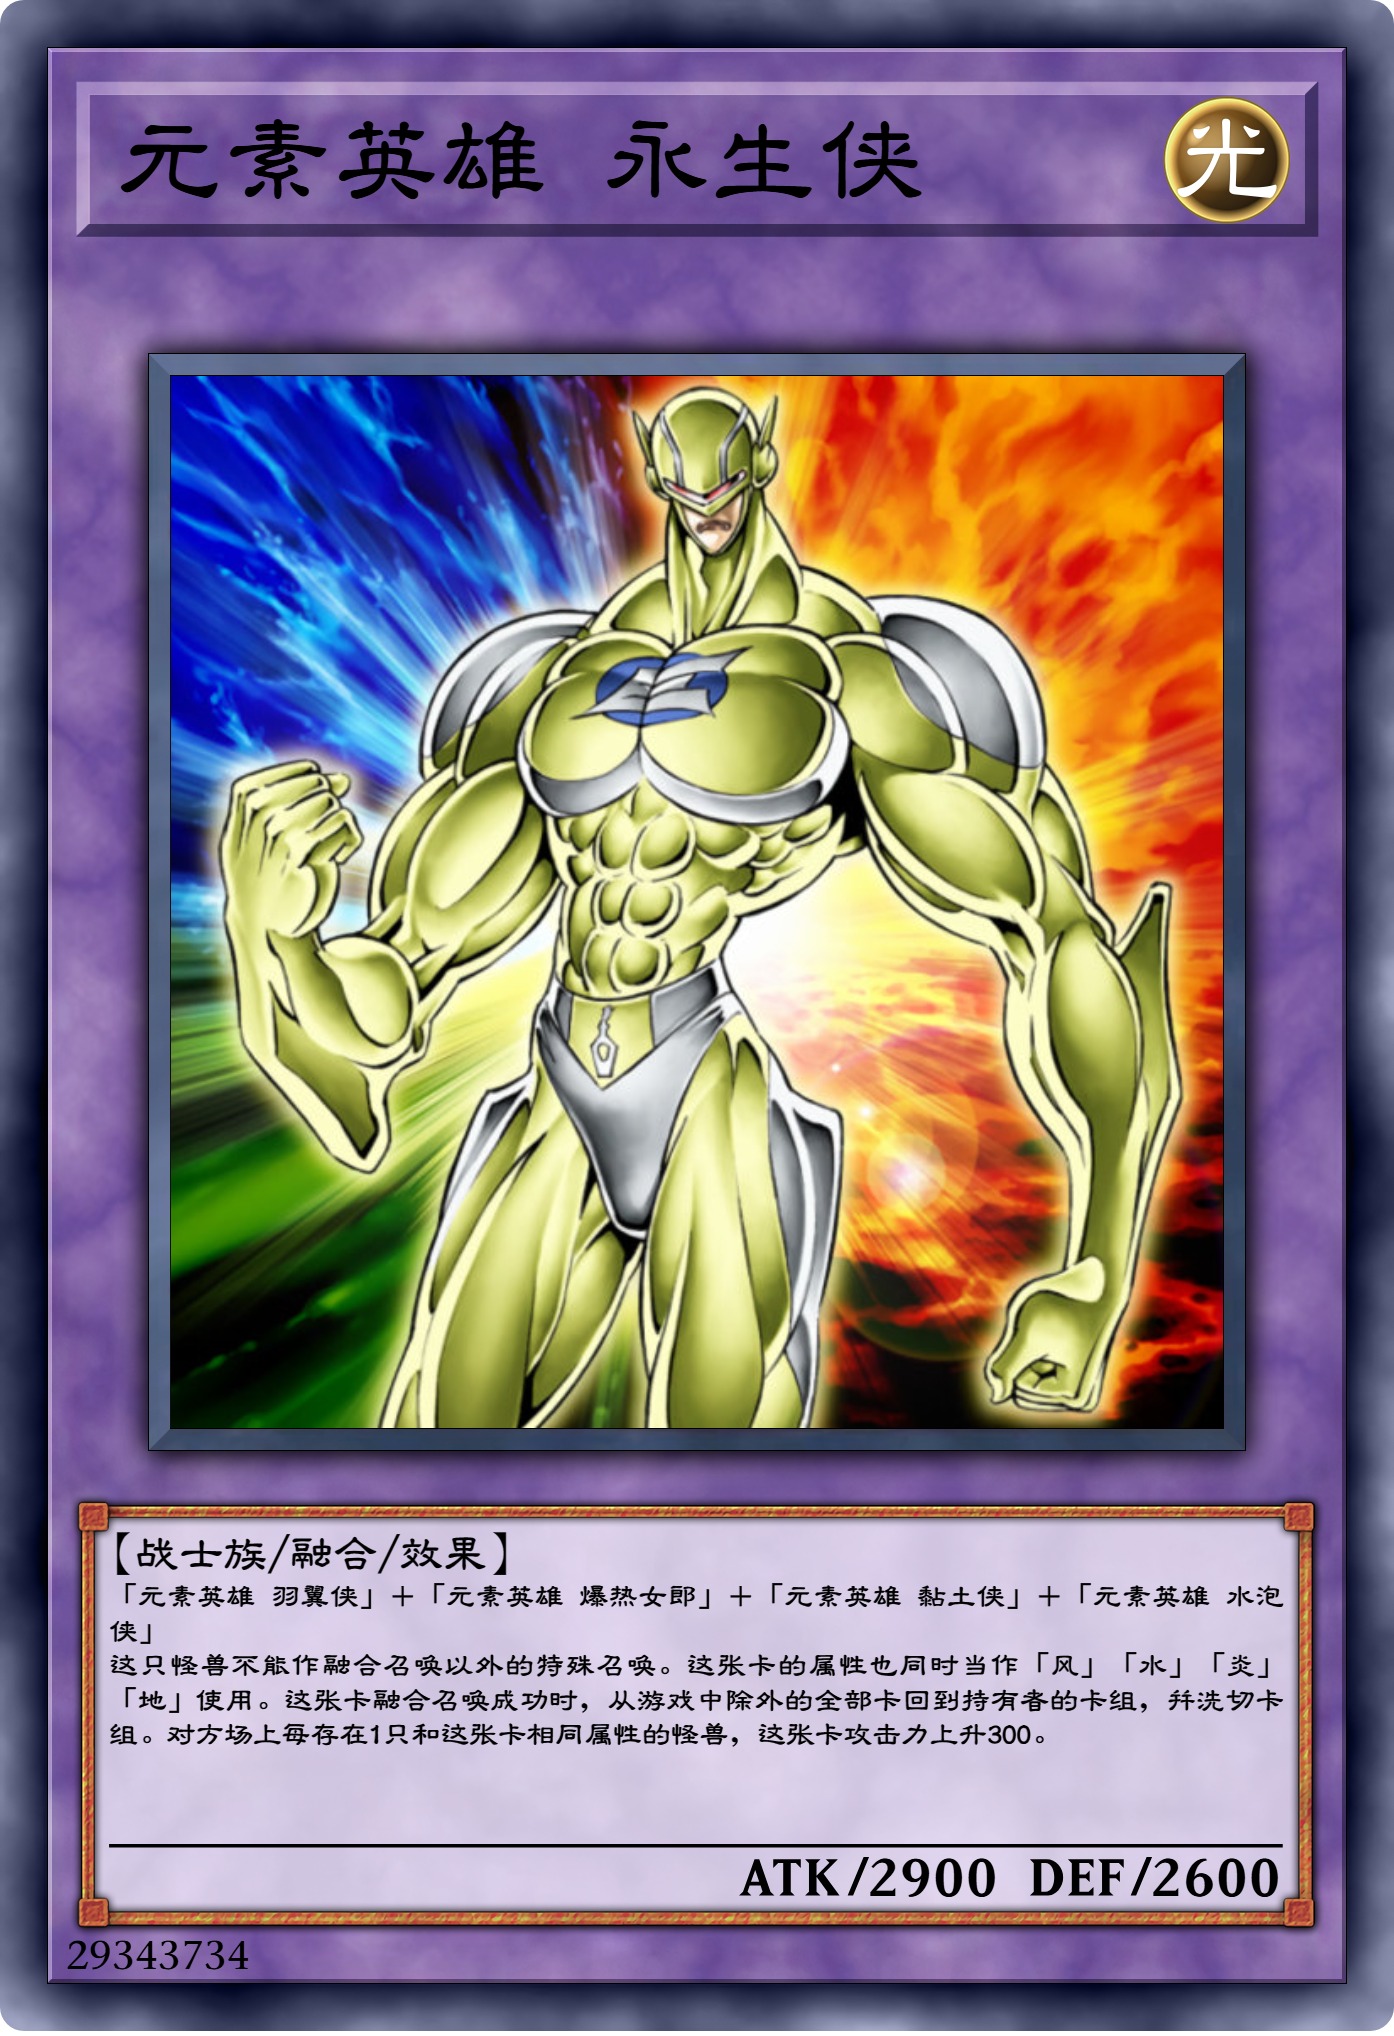 元素英雄 永生侠
光
【战士族/融合/效果】
「元素英雄 羽翼侠」＋「元素英雄 爆热女郎」＋「元素英雄 黏土侠」＋「元素英雄 水泡
侠」
这只怪兽不能作融合召唤以外的特殊召唤。这张卡的属性也同时当作「风」「水」「炎」
「地」使用。这张卡融合召唤成功时，从游戏中除外的全部卡回到持有者的卡组，并洗切卡
组。对方场上每存在1只和这张卡相同属性的怪兽，这张卡攻击力上升300。
ATK/2900 DEF/2600
29343734